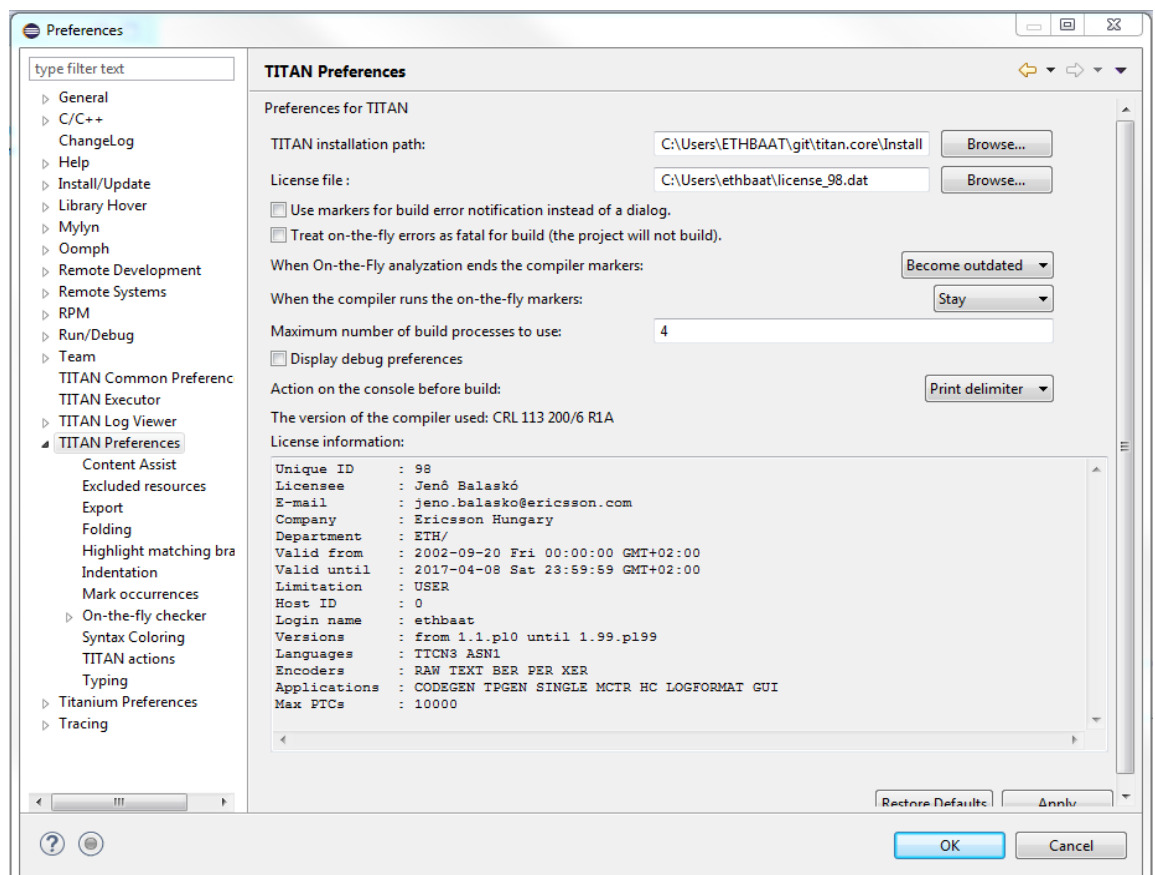 Preferences
type filter text
General
C/C++
ChangeLog
Help
Install/Update
Library Hover
Mylyn
Oomph
Remote Development
Remote Systems
RPM
Run/Debug
Team
TITAN Common Preferenc
TITAN Executor
TITAN Log Viewer
TITAN Preferences
Content Assist
Excluded resources
Export
Folding
Highlight matching bra
Indentation
Mark occurrences
On-the-fly checker
Syntax Coloring
TITAN actions
Typing
Titanium Preferences
Tracing
TITAN Preferences
Preferences for TITAN
TITAN installation path: C:\Users\ETHBAAT\git\titan.core\Install Browse...
License file : C:\Users\ethbaat\license_98.dat Browse...
Use markers for build error notification instead of a dialog.
Treat on-the-fly errors as fatal for build (the project will not build).
When On-the-Fly analyzation ends the compiler markers: Become outdated
When the compiler runs the on-the-fly markers: Stay
Maximum number of build processes to use: 4
Display debug preferences
Action on the console before build: Print delimiter
The version of the compiler used: CRL 113 200/6 R1A
License information:
Unique ID : 98
Licensee : Jenô Balaskó
E-mail : jeno.balasko@ericsson.com
Company : Ericsson Hungary
Department : ETH/
Valid from : 2002-09-20 Fri 00:00:00 GMT+02:00
Valid until : 2017-04-08 Sat 23:59:59 GMT+02:00
Limitation : USER
Host ID : 0
Login name : ethbaat
Versions : from 1.1.pl0 until 1.99.pl99
Languages : TTCN3 ASN1
Encoders : RAW TEXT BER PER XER
Applications : CODEGEN TPGEN SINGLE MCTR HC LOGFORMAT GUI
Max PTCs : 10000
Restore Defaults Apply
OK Cancel